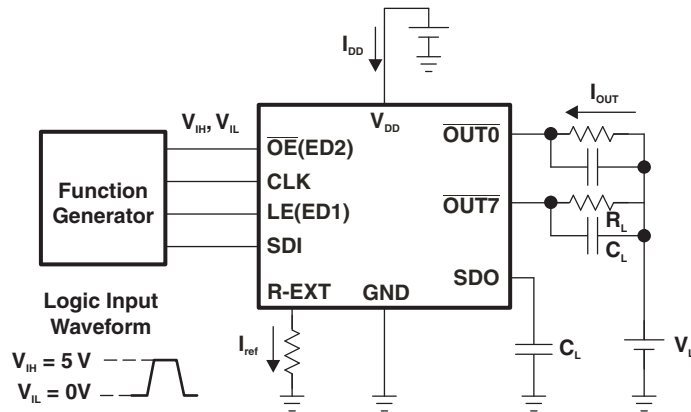 I_DD
V_IH, V_IL
V_DD
OUT0
I_OUT
OE(ED2)
CLK
LE(ED1)
SDI
Function
Generator
OUT7
R_L
C_L
SDO
R-EXT
GND
Logic Input
Waveform
V_IH = 5 V
V_IL = 0V
I_ref
C_L
V_L